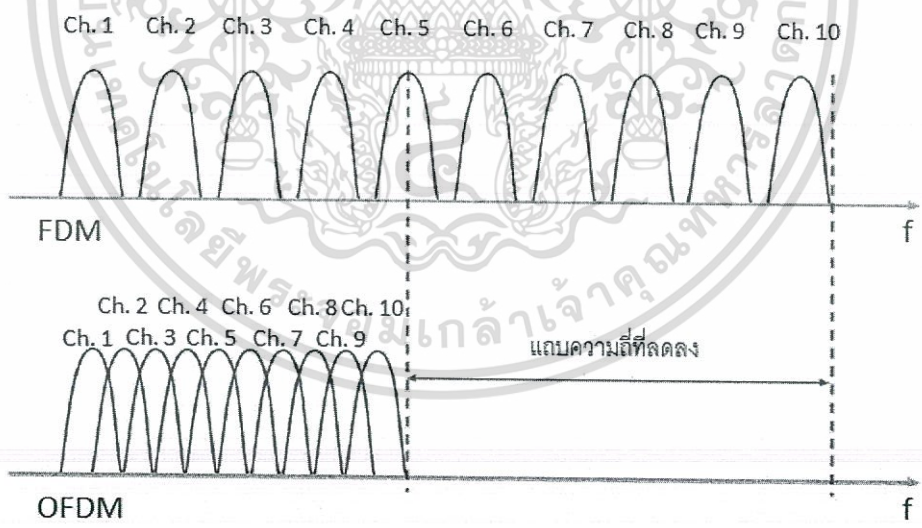 Ch. 1 Ch. 2 Ch. 3 Ch. 4 Ch. 5 Ch. 6 Ch. 7 Ch. 8 Ch. 9 Ch. 10
FDM f
Ch. 2 Ch. 4 Ch. 6 Ch. 8 Ch. 10
Ch. 1 Ch. 3 Ch. 5 Ch. 7 Ch. 9
แถบความถี่ที่ลดลง
OFDM f